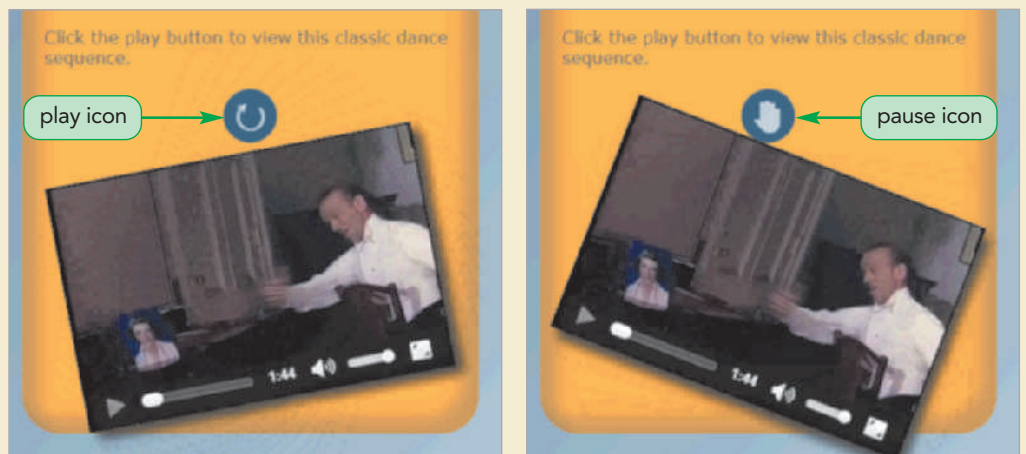 Click the play button to view this classic dance
sequence.
play icon
1:44
Click the play button to view this classic dance
sequence.
pause icon
1:44